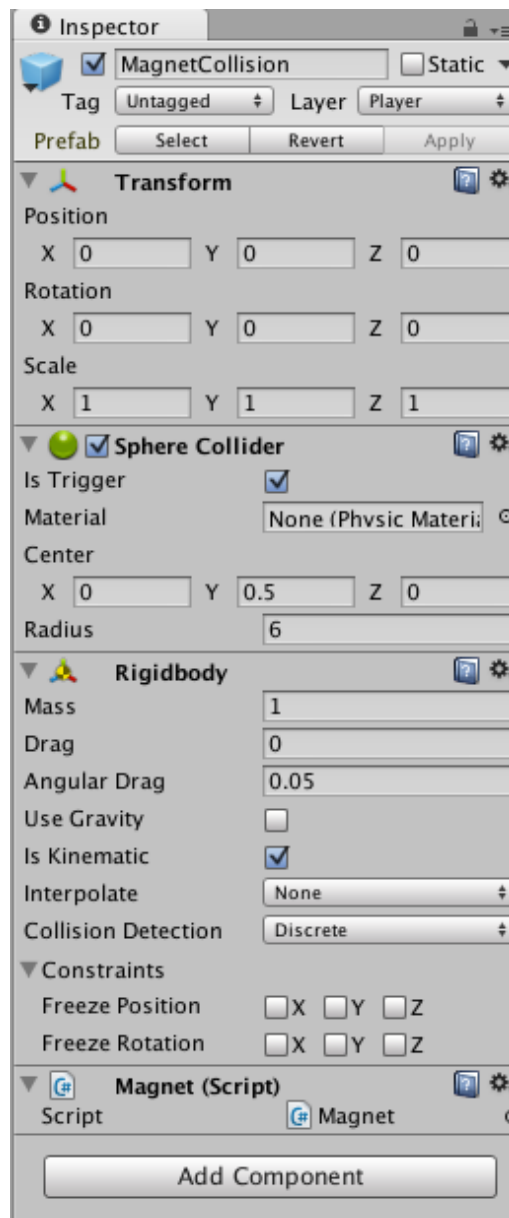 Inspector
MagnetCollision Static
Tag Untagged Layer Player
Prefab Select Revert Apply
Transform
Position
X 0 Y 0 Z 0
Rotation
X 0 Y 0 Z 0
Scale
X 1 Y 1 Z 1
Sphere Collider
Is Trigger
Material None (Physic Materi
Center
X 0 Y 0.5 Z 0
Radius 6
Rigidbody
Mass 1
Drag 0
Angular Drag 0.05
Use Gravity
Is Kinematic
Interpolate None
Collision Detection Discrete
Constraints
Freeze Position X Y Z
Freeze Rotation X Y Z
C# Magnet (Script)
Script C# Magnet
Add Component